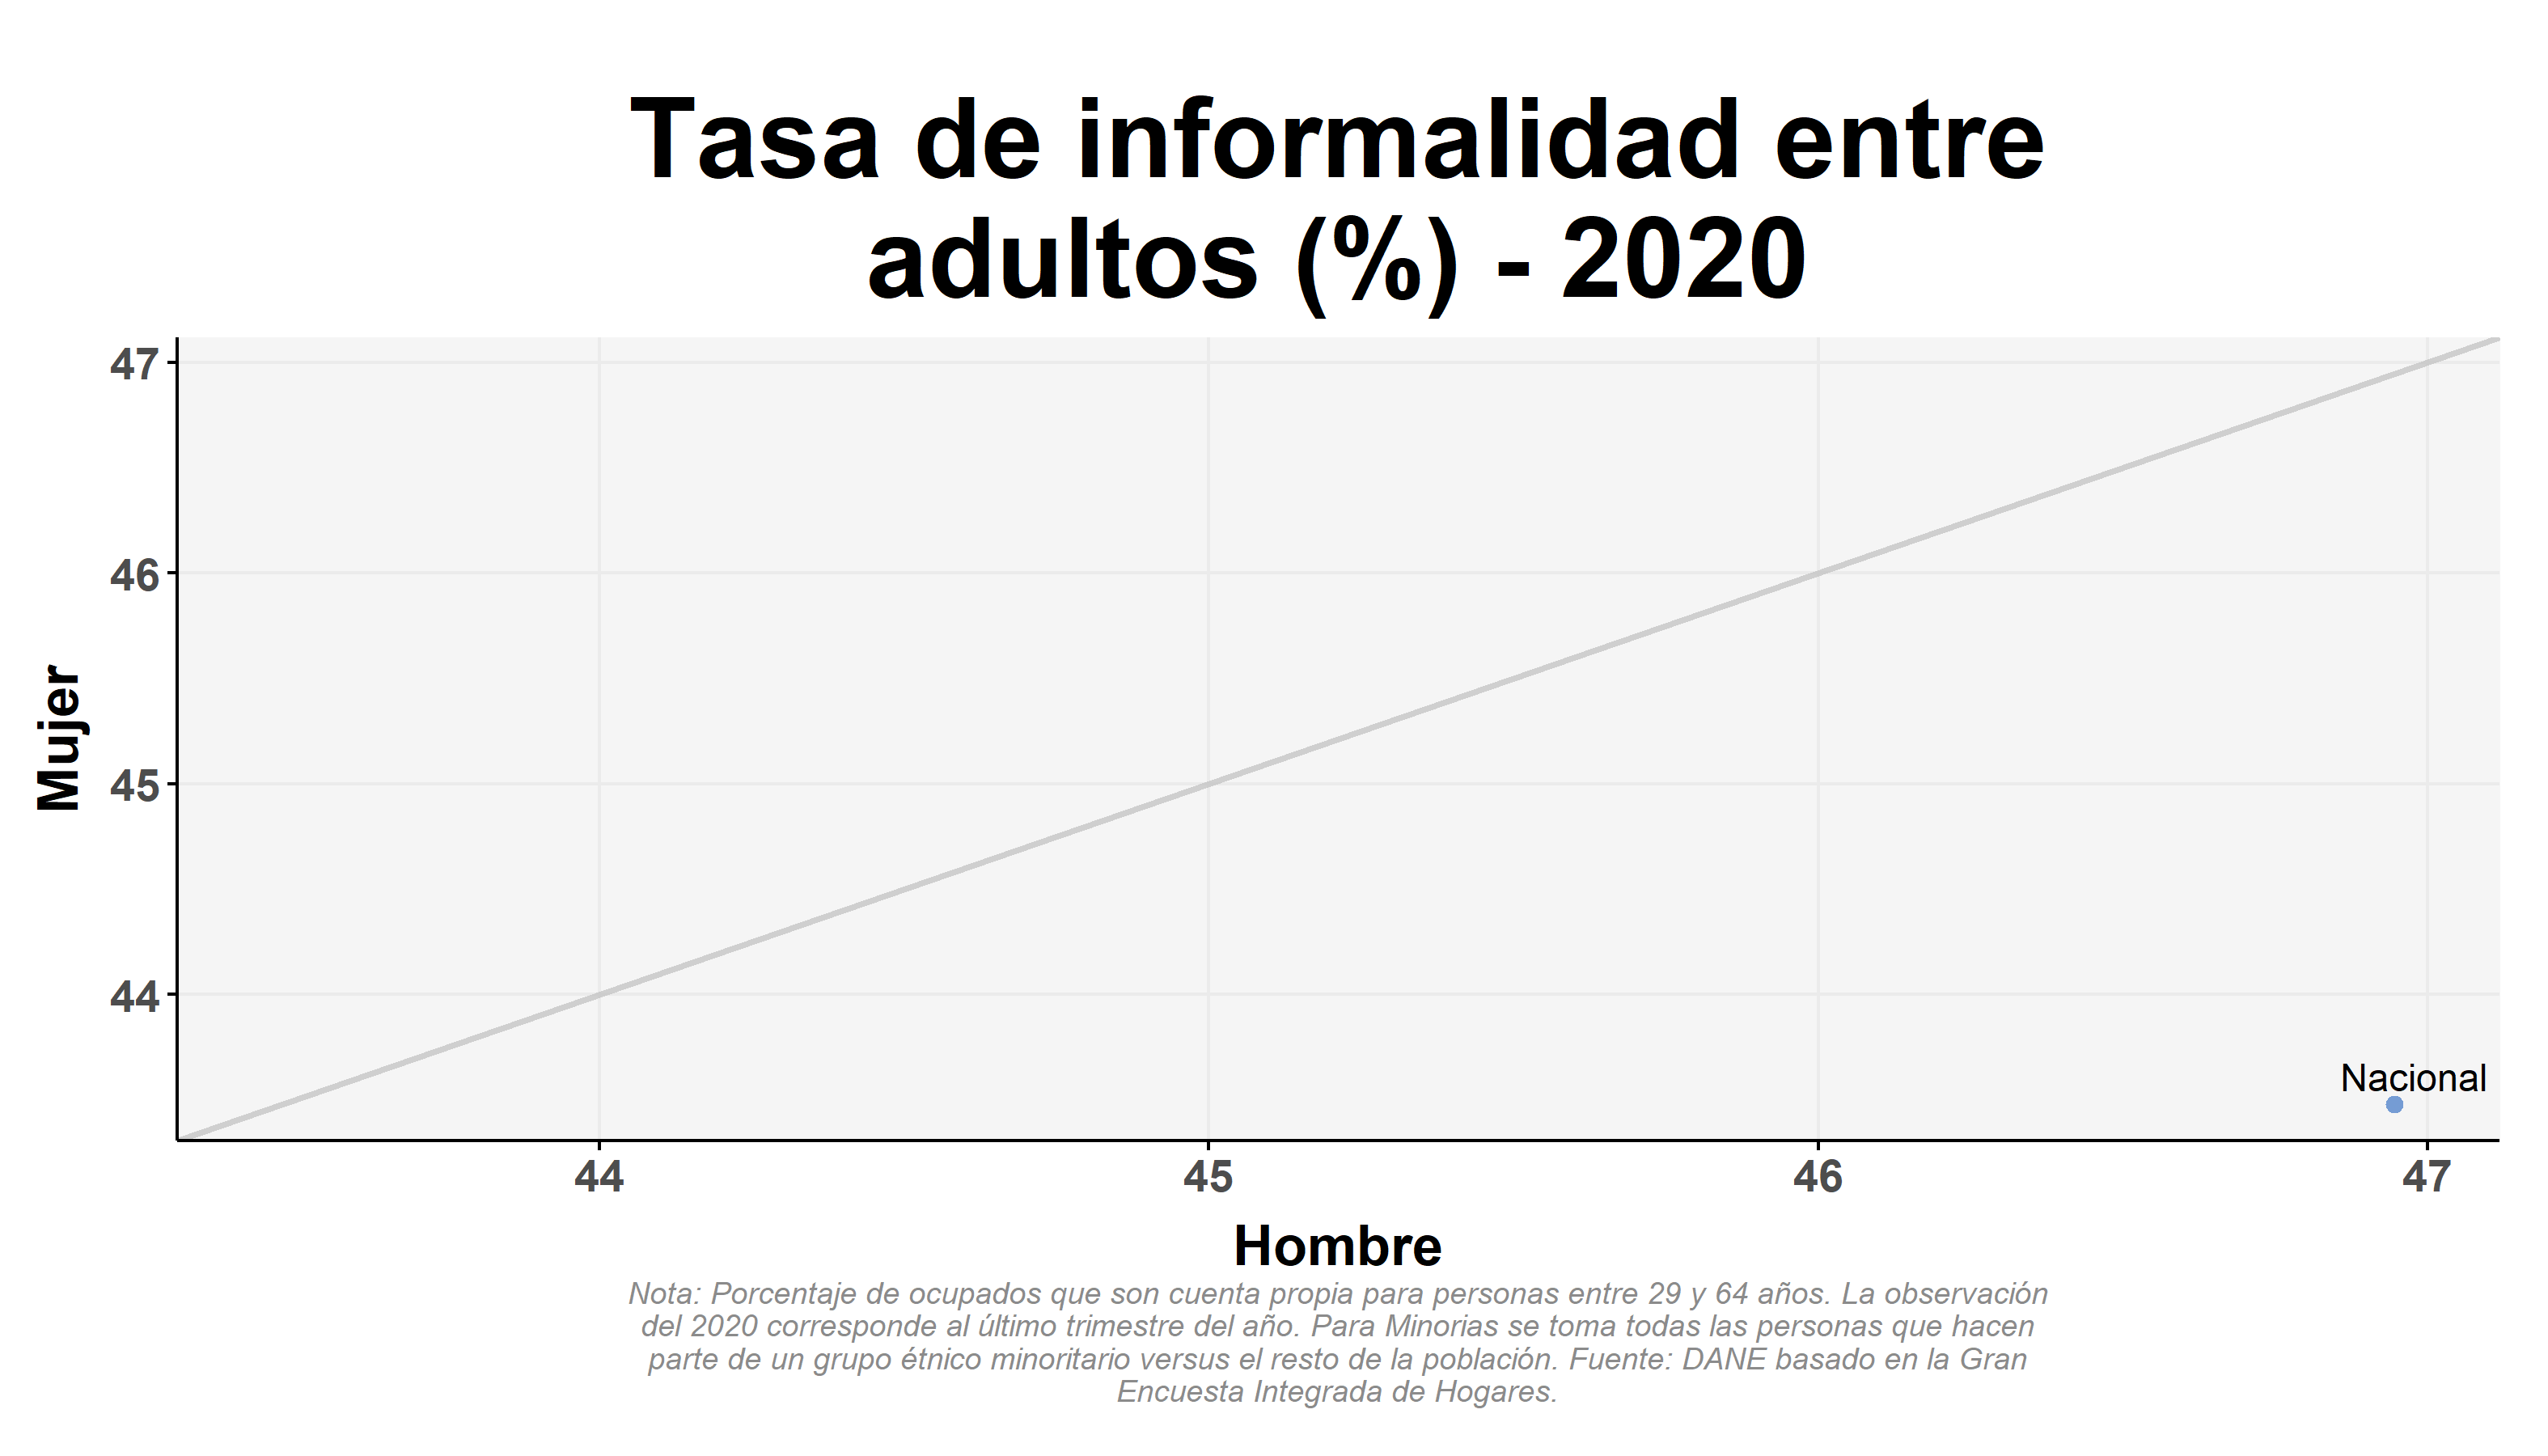 Tasa de informalidad entre
adultos (%) - 2020
47
46
45
44
Mujer
Nacional
44 45 46 47
Hombre
Nota: Porcentaje de ocupados que son cuenta propia para personas entre 29 y 64 años. La observación
del 2020 corresponde al último trimestre del año. Para Minorias se toma todas las personas que hacen
parte de un grupo étnico minoritario versus el resto de la población. Fuente: DANE basado en la Gran
Encuesta Integrada de Hogares.